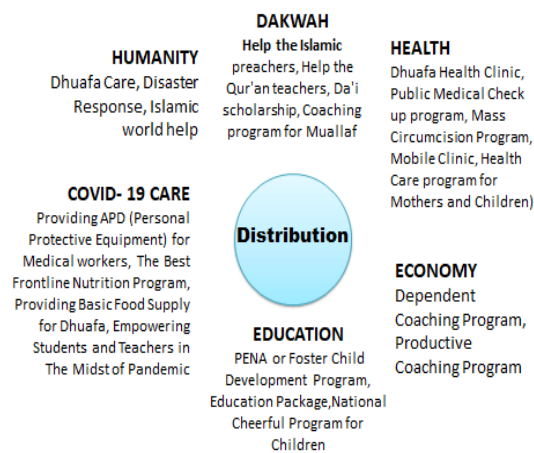 DAKWAH
Help the Islamic
preachers, Help the
Qur'an teachers, Da'i
scholarship, Coaching
program for Muallaf
HUMANITY
Dhuafa Care, Disaster
Response, Islamic
world help
HEALTH
Dhuafa Health Clinic,
Public Medical Check
up program, Mass
Circumcision Program,
Mobile Clinic, Health
Care program for
Mothers and Children)
COVID- 19 CARE
Providing APD (Personal
Protective Equipment) for
Medical workers, The Best
Frontline Nutrition Program,
Providing Basic Food Supply
for Dhuafa, Empowering
Students and Teachers in
The Midst of Pandemic
Distribution
ECONOMY
Dependent
Coaching Program,
Productive
Coaching Program
EDUCATION
PENA or Foster Child
Development Program,
Education Package,National
Cheerful Program for
Children